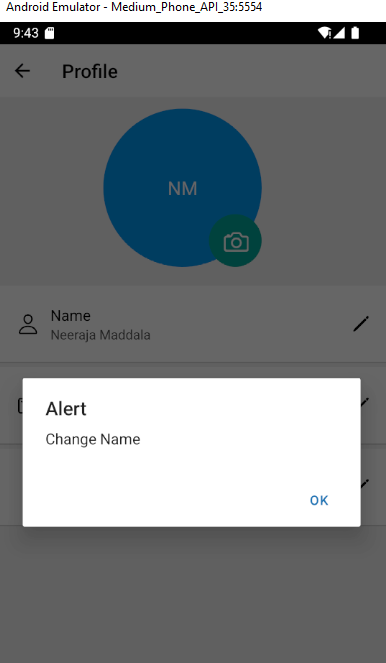 Android Emulator - Medium_Phone_API_35:5554
9:43
Profile
NM
Name
Neeraja Maddala
Alert
Change Name
OK